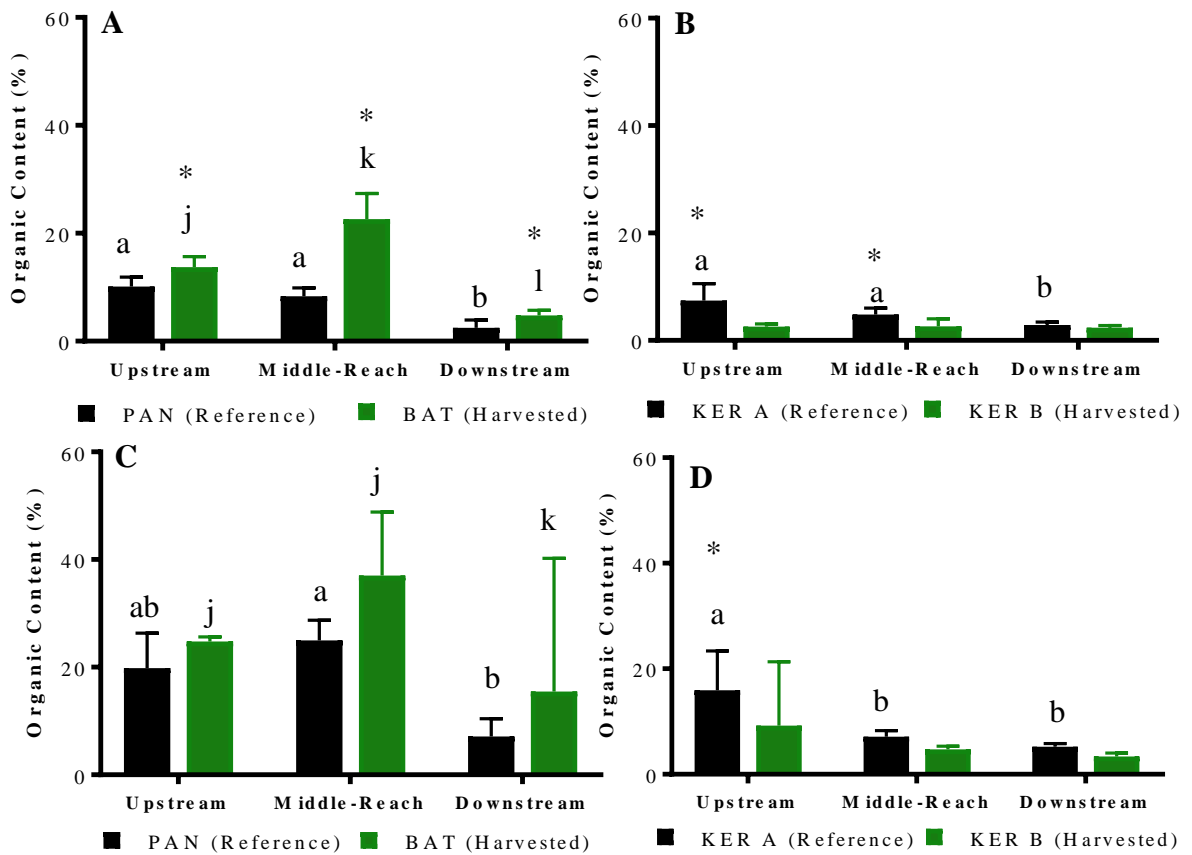 A
Organic Content (%)
60
40
20
0
a
*
j
a
*
k
b
*
l
Upstream Middle-Reach Downstream
PAN (Reference) BAT (Harvested)
B
Organic Content (%)
60
40
20
0
*
a
*
a
b
Upstream Middle-Reach Downstream
KER A (Reference) KER B (Harvested)
C
Organic Content (%)
60
40
20
0
ab
j
a
j
b
k
Upstream Middle-Reach Downstream
PAN (Reference) BAT (Harvested)
D
Organic Content (%)
60
40
20
0
*
a
b
b
Upstream Middle-Reach Downstream
KER A (Reference) KER B (Harvested)